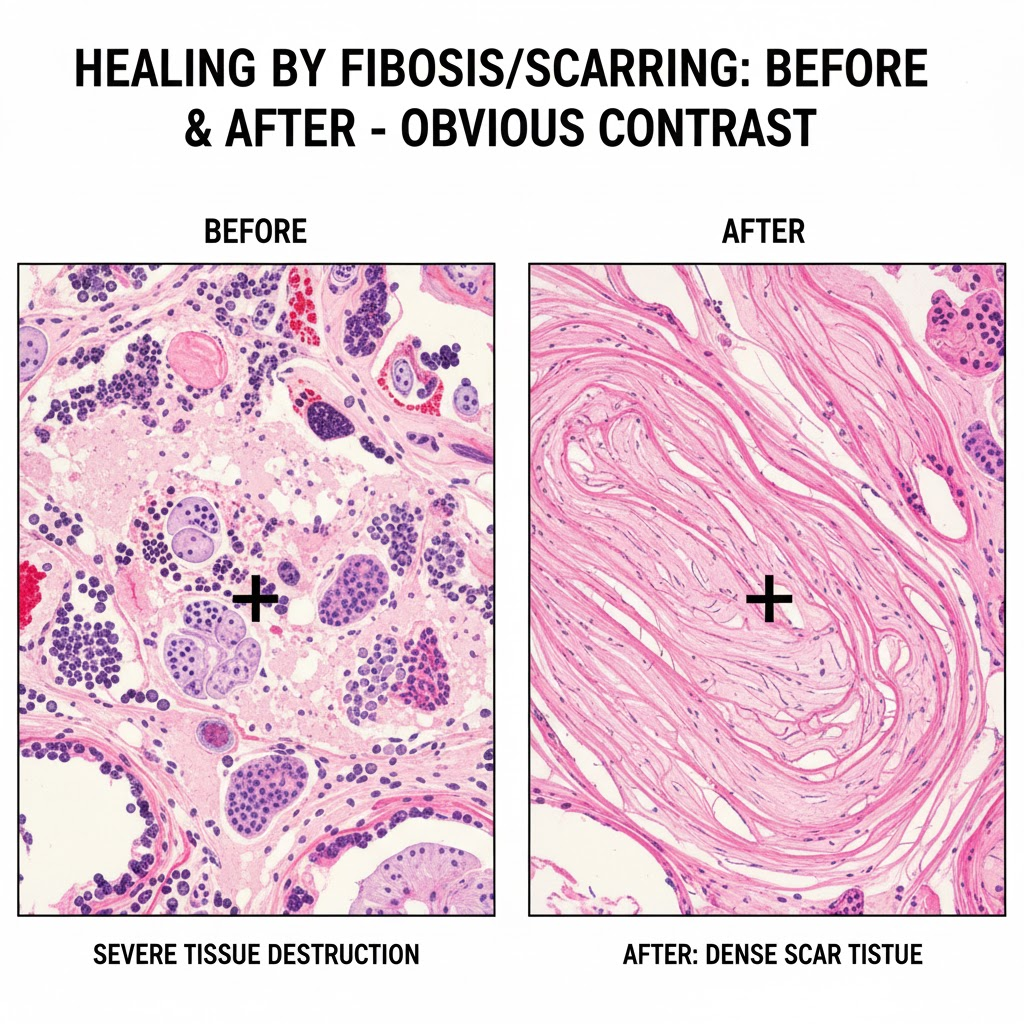 HEALING BY FIBOSIS/SCARRING: BEFORE
& AFTER - OBVIOUS CONTRAST
BEFORE
AFTER
SEVERE TISSUE DESTRUCTION
AFTER: DENSE SCAR TISTUE